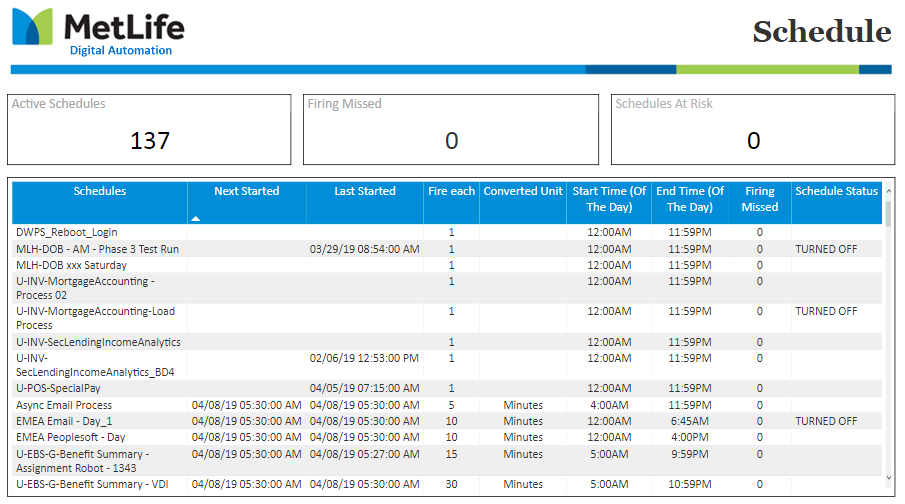 MetLife
Digital Automation
Schedule
Active Schedules
137
Firing Missed
0
Schedules At Risk
0
Schedules Next Started Last Started Fire each Converted Unit Start Time (Of The Day) End Time (Of The Day) Firing Missed Schedule Status
DWPS_Reboot_Login 1 12:00AM 11:59PM 0
MLH-DOB - AM - Phase 3 Test Run 03/29/19 08:54:00 AM 1 12:00AM 11:59PM 0 TURNED OFF
MLH-DOB xxx Saturday 1 12:00AM 11:59PM 0
U-INV-MortgageAccounting - 1 12:00AM 11:59PM 0
Process 02
U-INV-MortgageAccounting-Load 1 12:00AM 11:59PM 0 TURNED OFF
Process
U-INV-SecLendingIncomeAnalytics 1 12:00AM 11:59PM 0
U-INV- 02/06/19 12:53:00 PM 1 12:00AM 11:59PM 0
SecLendingIncomeAnalytics_BD4
U-POS-SpecialPay 04/05/19 07:15:00 AM 1 12:00AM 11:59PM 0
Async Email Process 04/08/19 05:30:00 AM 04/08/19 05:30:00 AM 5 Minutes 4:00AM 11:59PM 0
EMEA Email - Day_1 04/08/19 05:30:00 AM 04/08/19 05:30:00 AM 10 Minutes 12:00AM 6:45AM 0 TURNED OFF
EMEA Peoplesoft - Day 04/08/19 05:30:00 AM 04/08/19 05:30:00 AM 10 Minutes 12:00AM 4:00PM 0
U-EBS-G-Benefit Summary - 04/08/19 05:30:00 AM 04/08/19 05:27:00 AM 15 Minutes 5:00AM 9:59PM 0
Assignment Robot - 1343
U-EBS-G-Benefit Summary - VDI 04/08/19 05:30:00 AM 04/08/19 05:30:00 AM 30 Minutes 5:00AM 10:59PM 0